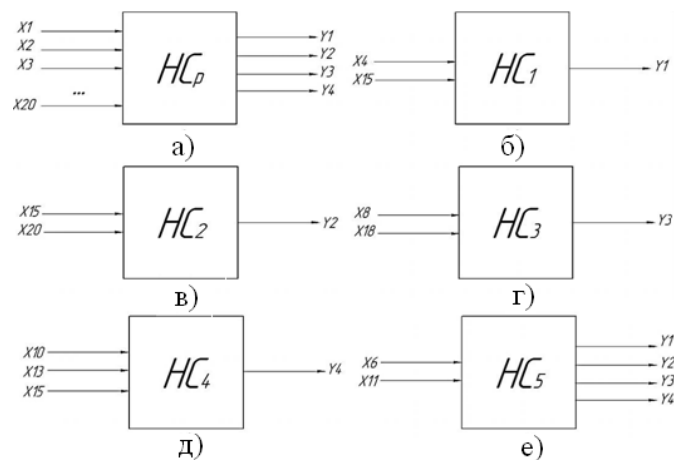 X1
X2
X3
...
X20
НСр
Y1
Y2
Y3
Y4
а)
X4
X15
НС1
Y1
б)
X15
X20
НС2
Y2
в)
X8
X18
НС3
Y3
г)
X10
X13
X15
НС4
Y4
д)
X6
X11
НС5
Y1
Y2
Y3
Y4
е)